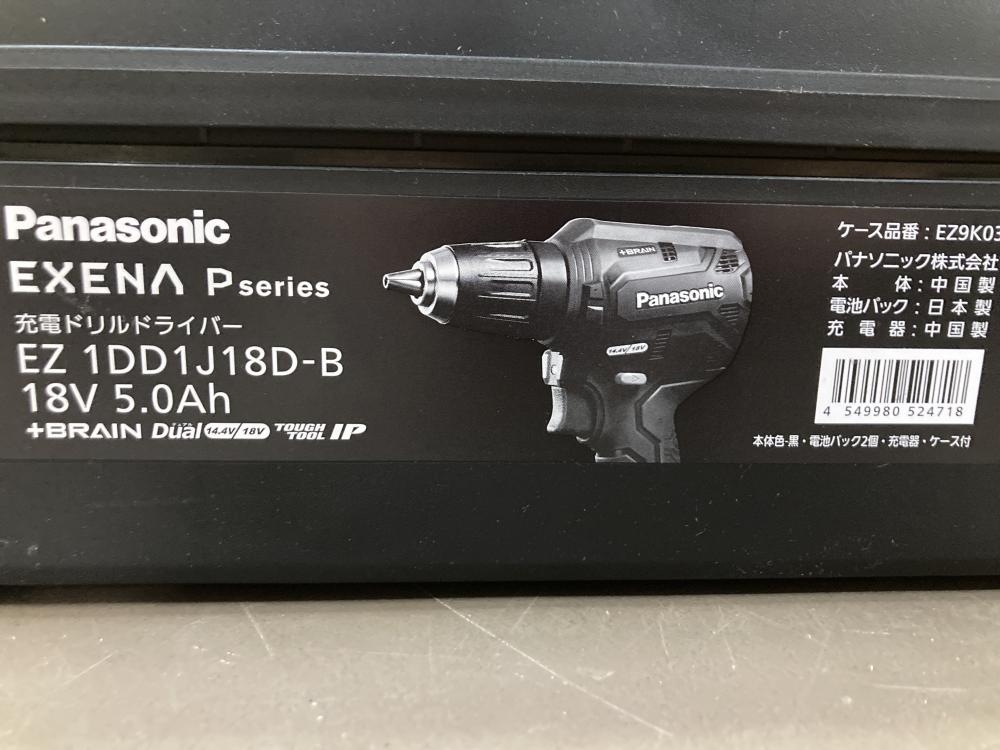 Panasonic
EXENA P series
充電ドリルドライバー
EZ 1DD1J18D-B
18V 5.0Ah
+BRAIN Dual 14.4V/18V TOUGH TOOL IP
+BRAIN
Panasonic
14.4V/18V
ケース品番：EZ9K03
パナソニック株式会社
本体：中国製
電池パック：日本製
充電器：中国製
4 549980 524718
本体色-黒・電池パック2個・充電器・ケース付